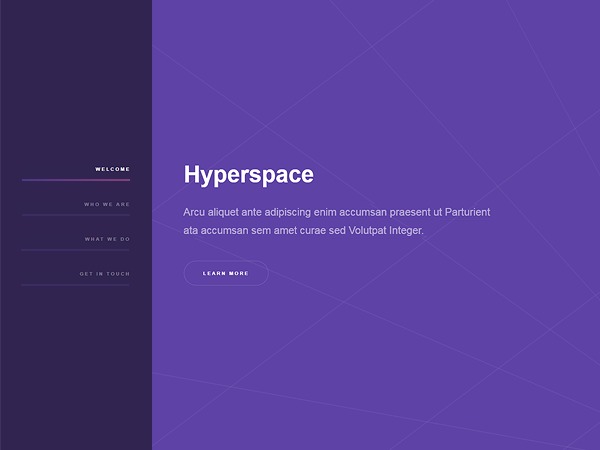 WELCOME
WHO WE ARE
WHAT WE DO
GET IN TOUCH
Hyperspace
Arcu aliquet ante adipiscing enim accumsan praesent ut Parturient
ata accumsan sem amet curae sed Volutpat Integer.
LEARN MORE